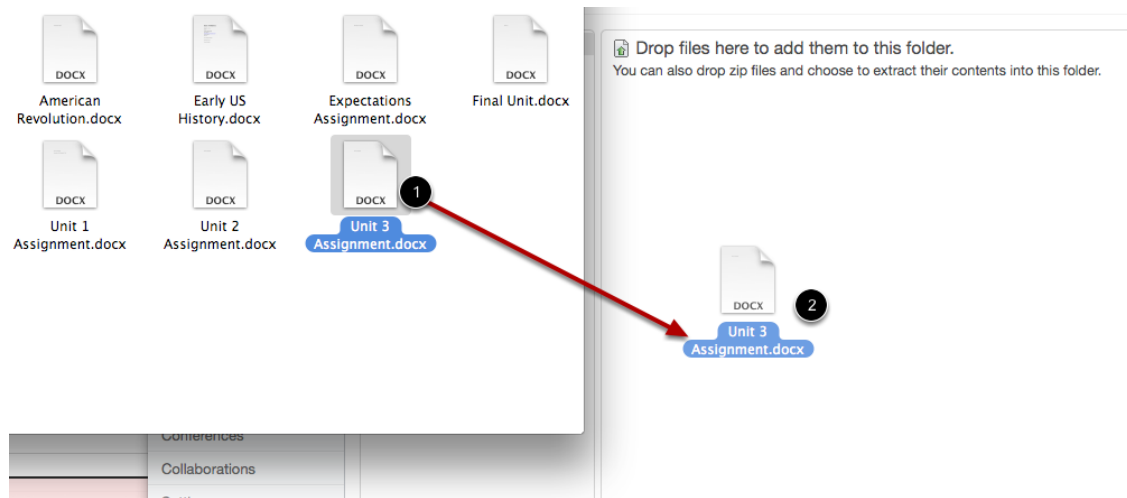 DOCX
DOCX
DOCX
DOCX
American
Revolution.docx
Early US
History.docx
Expectations
Assignment.docx
Final Unit.docx
DOCX
DOCX
DOCX
1
Unit 1
Assignment.docx
Unit 2
Assignment.docx
Unit 3
Assignment.docx
Drop files here to add them to this folder.
You can also drop zip files and choose to extract their contents into this folder.
DOCX
2
Unit 3
Assignment.docx
Conferences
Collaborations